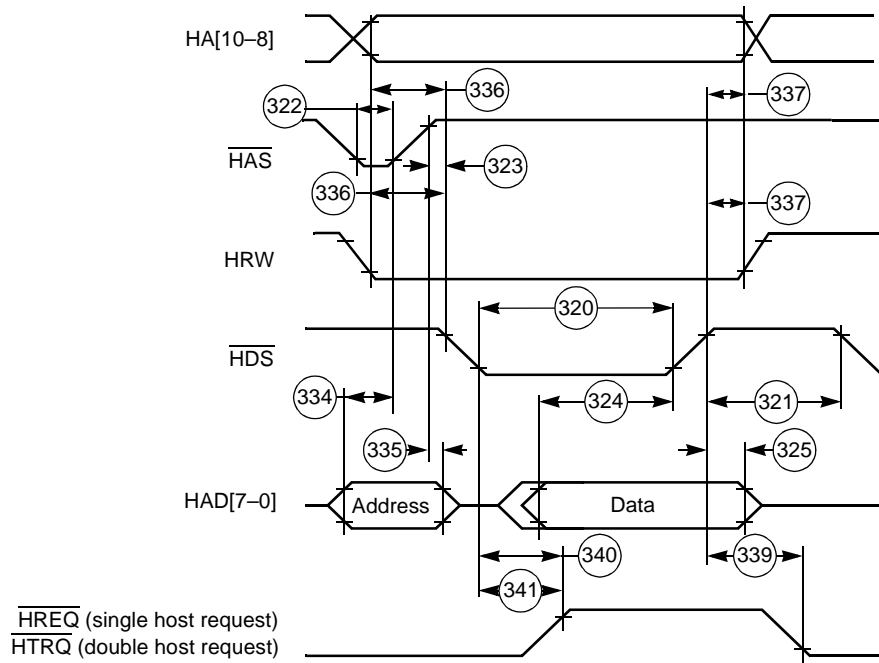 HA[10–8]
336
337
322
HAS
323
336
337
HRW
320
HDS
334
324
321
335
325
HAD[7–0]
Address
Data
340
339
341
HREQ (single host request)
HTRQ (double host request)